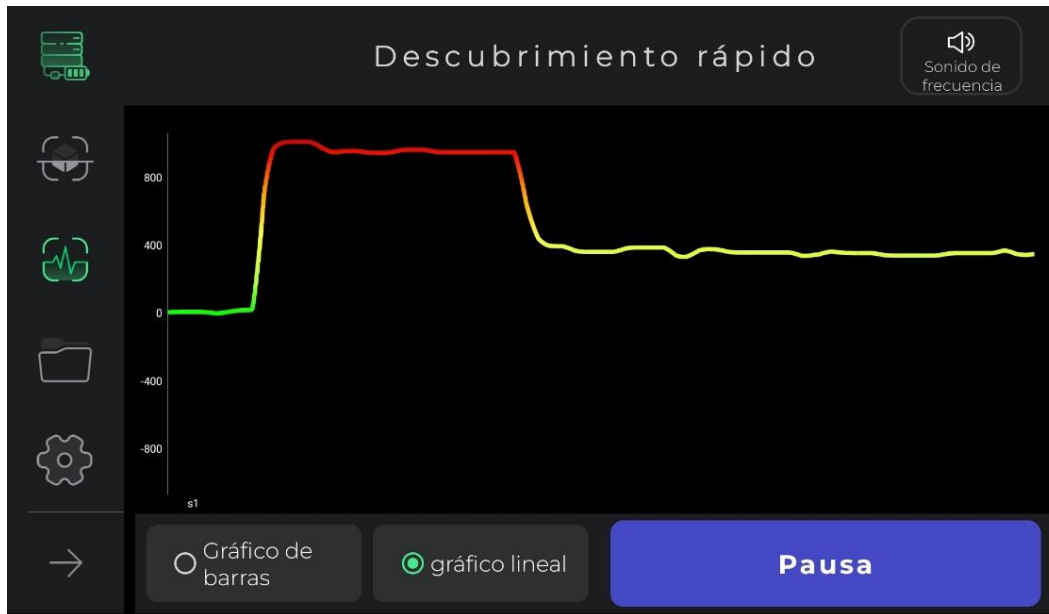 Descubrimiento rápido
Sonido de
frecuencia
800
400
0
-400
-800
s1
Gráfico de
barras
gráfico lineal
Pausa